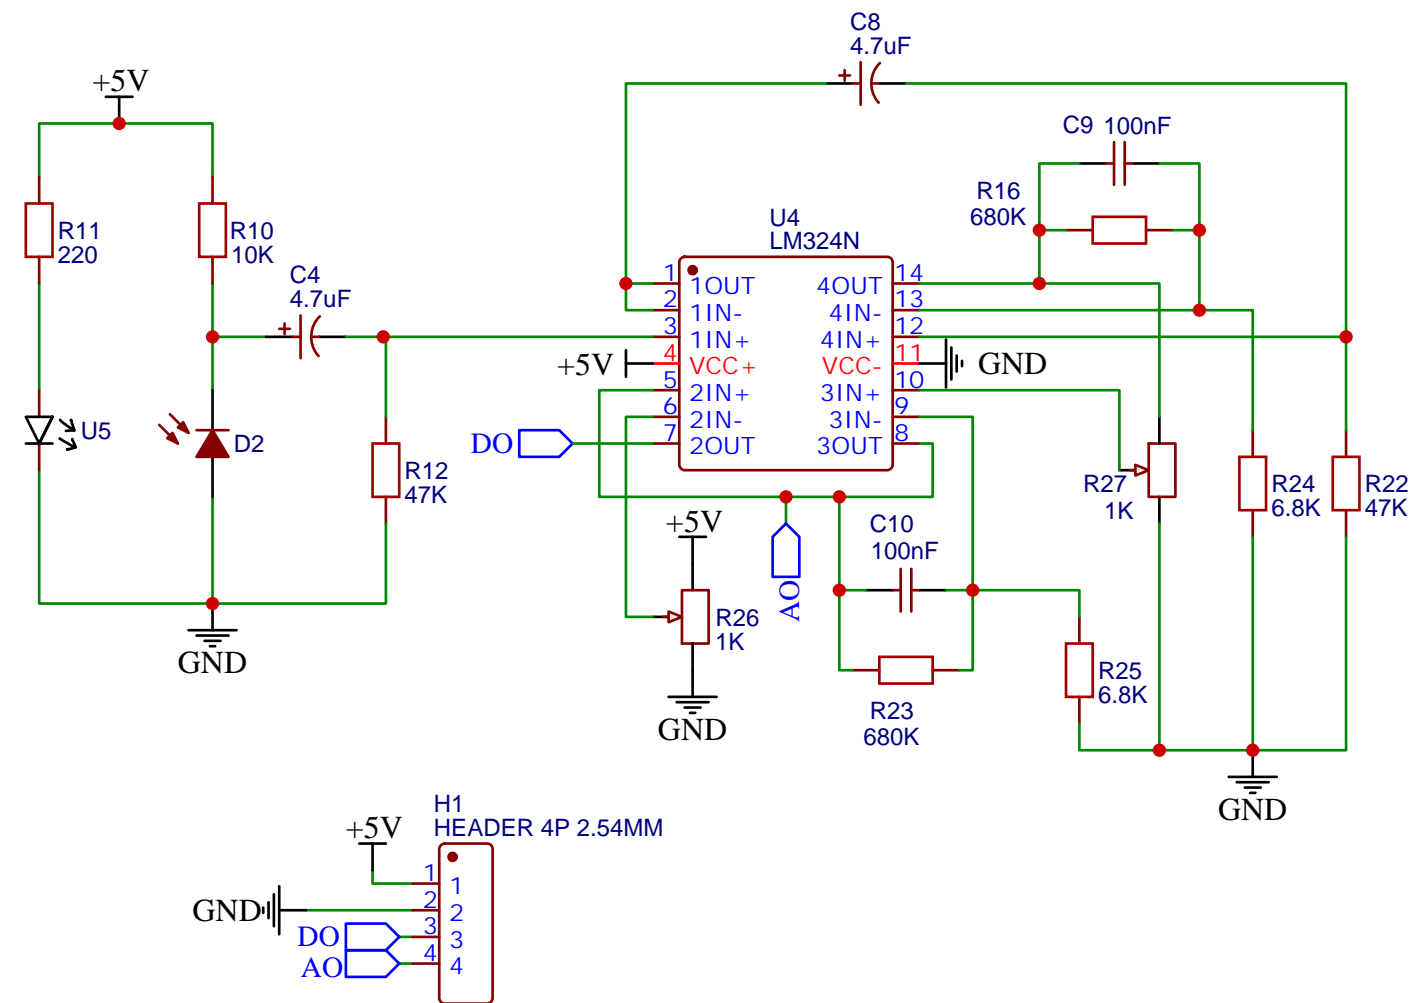 C8
4.7uF
+5V
C9 100nF
R16
680K
U4
LM324N
R11
220
R10
10K
C4
4.7uF
1 1OUT 4OUT 14
2 1IN- 4IN- 13
3 1IN+ 4IN+ 12
+5V 4 VCC+ VCC- 11 GND
5 2IN+ 3IN+ 10
6 2IN- 3IN- 9
DO 7 2OUT 3OUT 8
U5
D2
R12
47K
R27
1K
R24
6.8K
R22
47K
+5V
C10
100nF
AO
R26
1K
GND
GND
R25
6.8K
R23
680K
GND
H1
HEADER 4P 2.54MM
+5V
1 1
GND 2 2
DO 3 3
AO 4 4